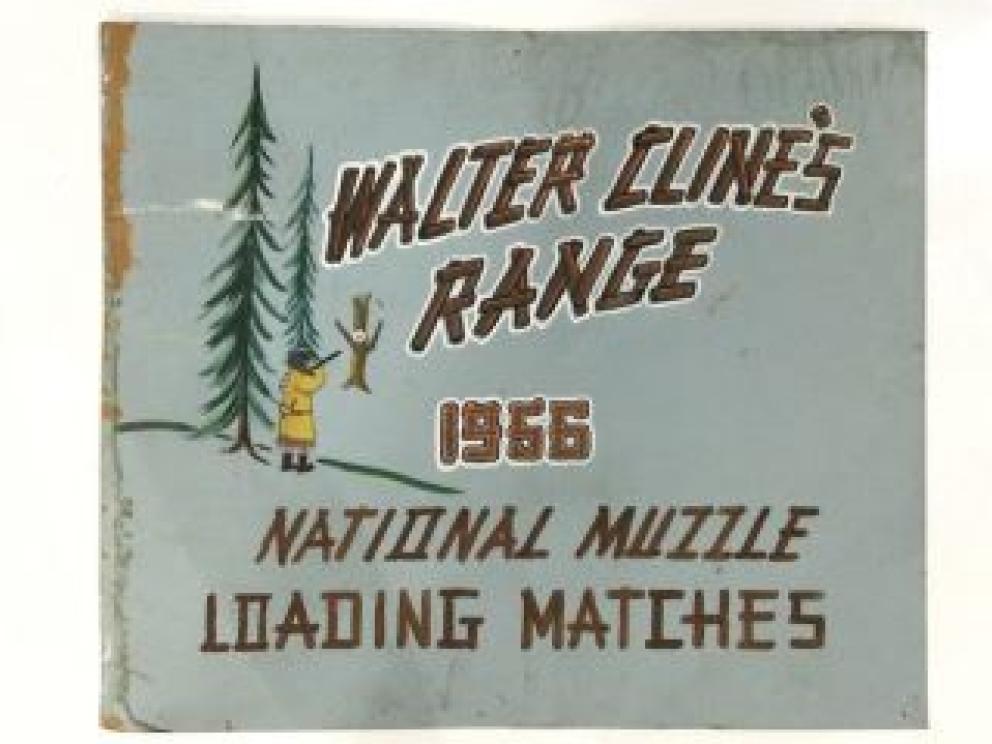 WALTER CLINE'S
RANGE
1956
NATIONAL MUZZLE
LOADING MATCHES